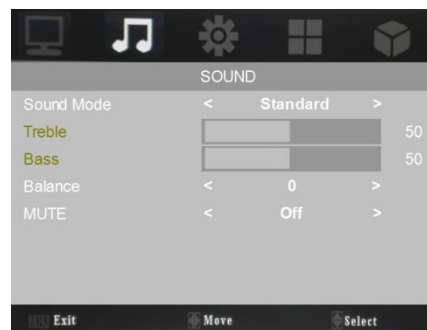 SOUND
Sound Mode < Standard >
Treble 50
Bass 50
Balance < 0 >
MUTE < Off >
Exit Move Select